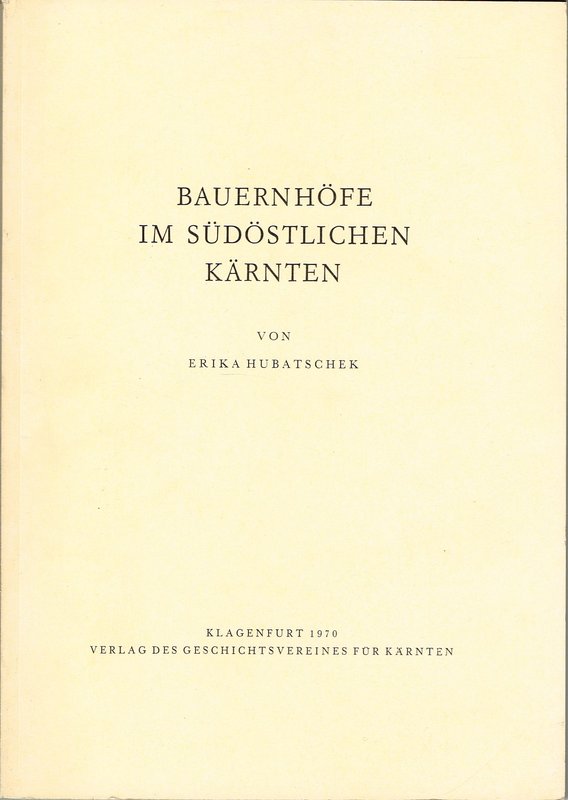 BAUERNHÖFE
IM SÜDÖSTLICHEN
KÄRNTEN
VON
ERIKA HUBATSCHEK
KLAGENFURT 1970
VERLAG DES GESCHICHTSVEREINES FÜR KÄRNTEN